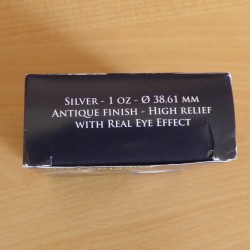 Silver - 1 oz - Ø 38.61 mm
Antique finish - High relief
with Real Eye Effect